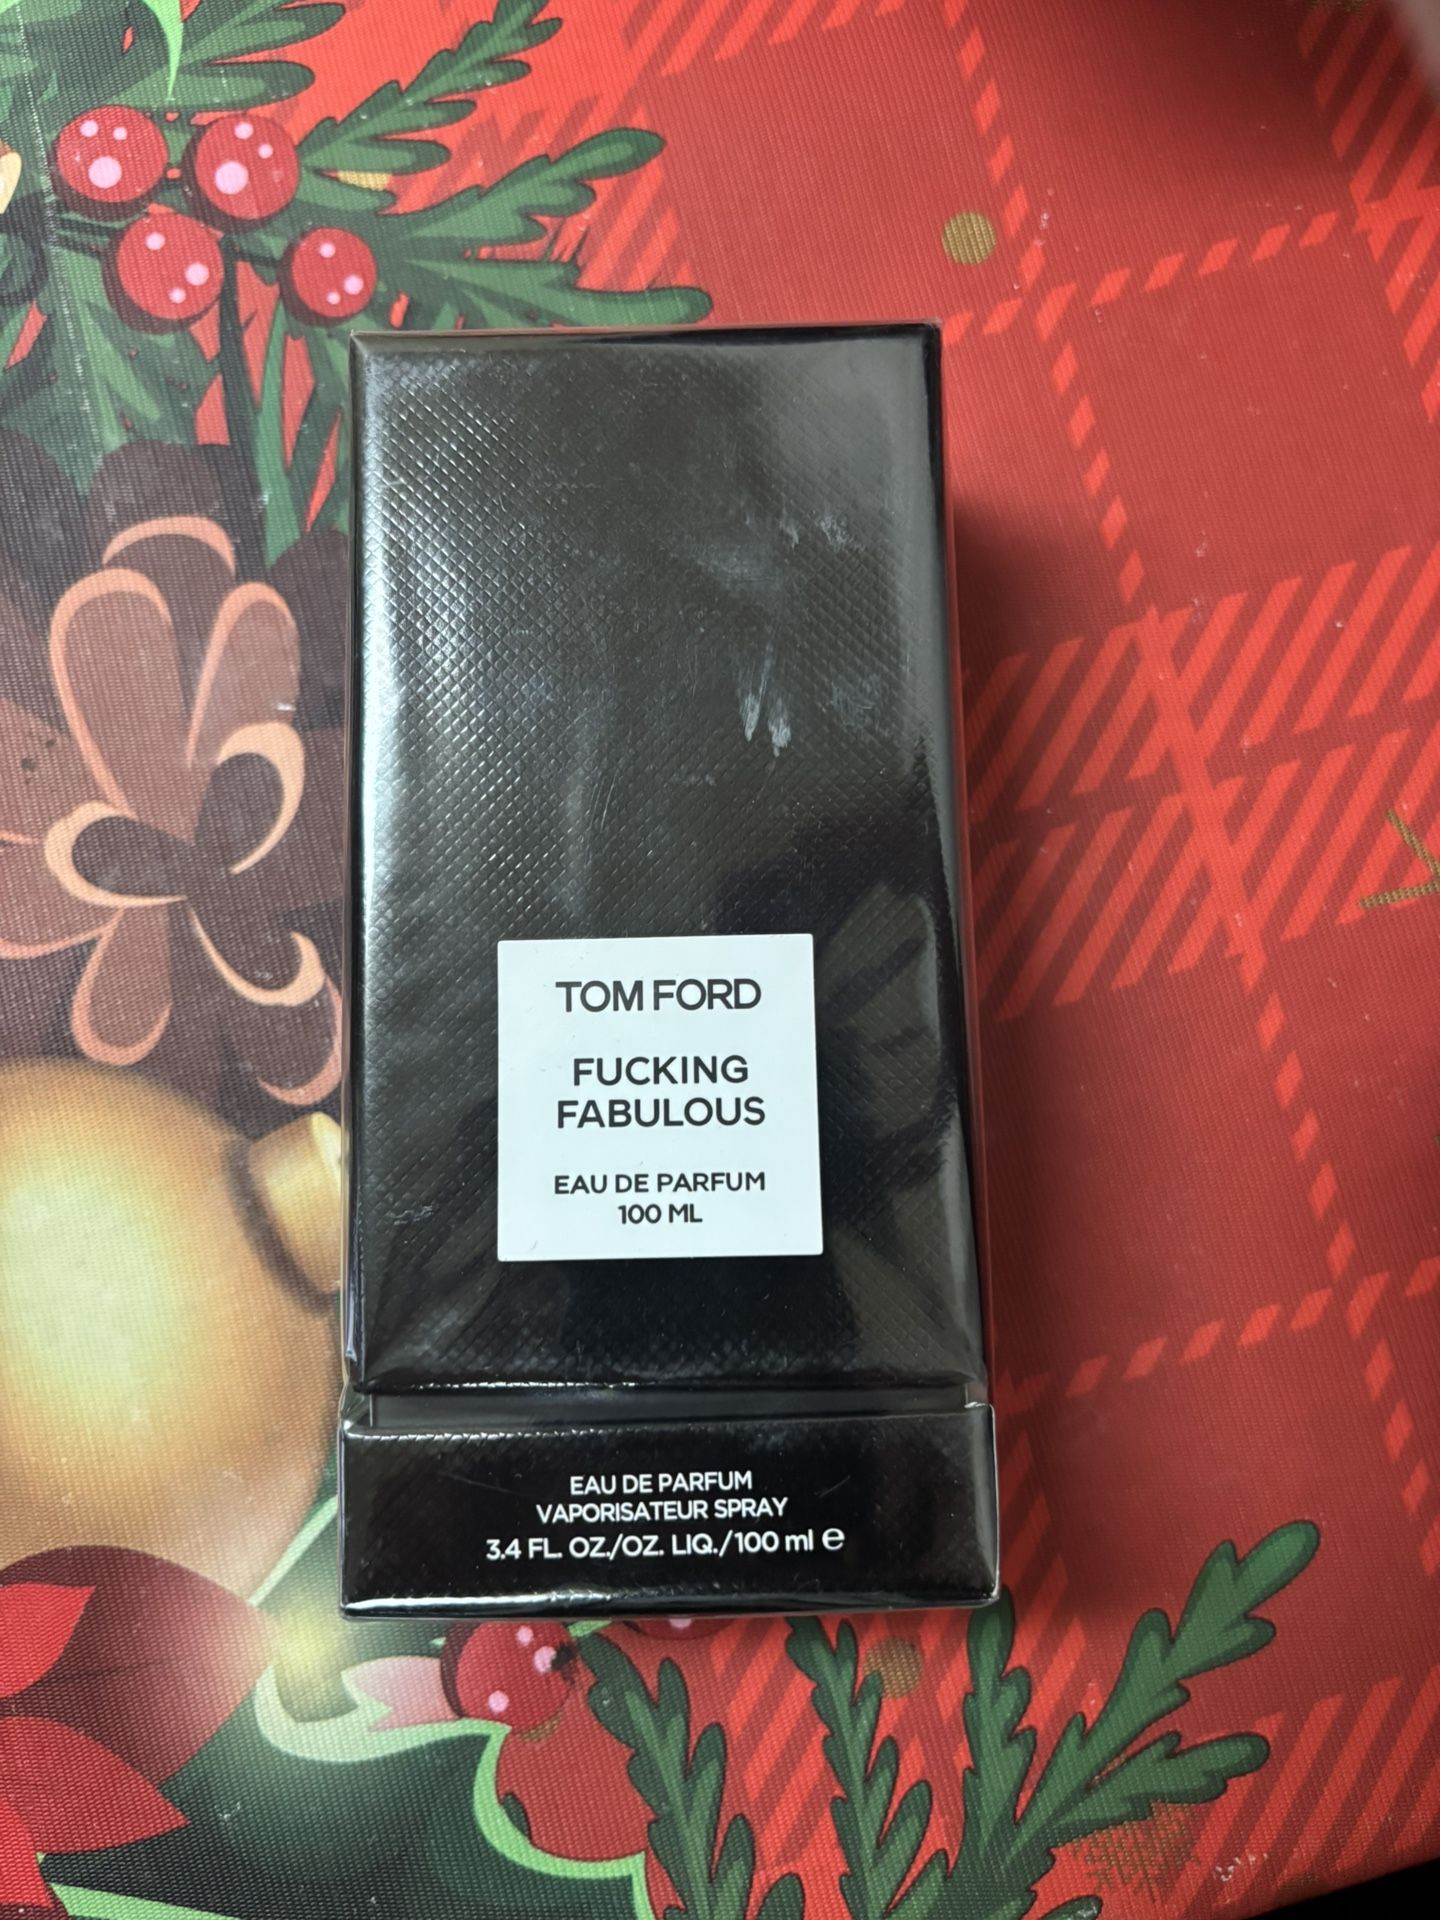 TOM FORD
FUCKING
FABULOUS
EAU DE PARFUM
100 ML
EAU DE PARFUM
VAPORISATEUR SPRAY
3.4 FL. OZ./OZ. LIQ./100 ml ℮